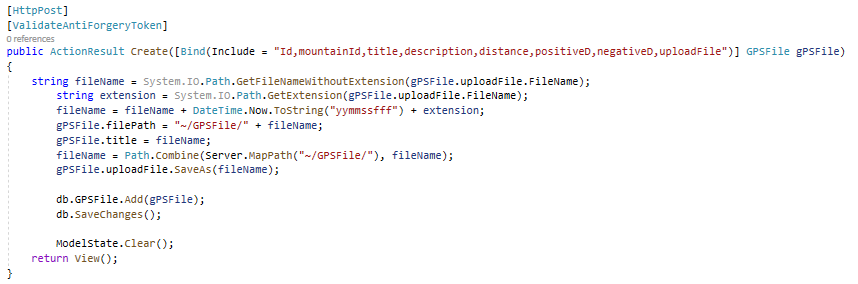 [HttpPost]
[ValidateAntiForgeryToken]
0 references
public ActionResult Create([Bind(Include = "Id,mountainId,title,description,distance,positiveD,negativeD,uploadFile")] GPSFile gPSFile)
{
string fileName = System.IO.Path.GetFileNameWithoutExtension(gPSFile.uploadFile.FileName);
string extension = System.IO.Path.GetExtension(gPSFile.uploadFile.FileName);
fileName = fileName + DateTime.Now.ToString("yymmssfff") + extension;
gPSFile.filePath = "~/GPSFile/" + fileName;
gPSFile.title = fileName;
fileName = Path.Combine(Server.MapPath("~/GPSFile/"), fileName);
gPSFile.uploadFile.SaveAs(fileName);
db.GPSFile.Add(gPSFile);
db.SaveChanges();
ModelState.Clear();
return View();
}